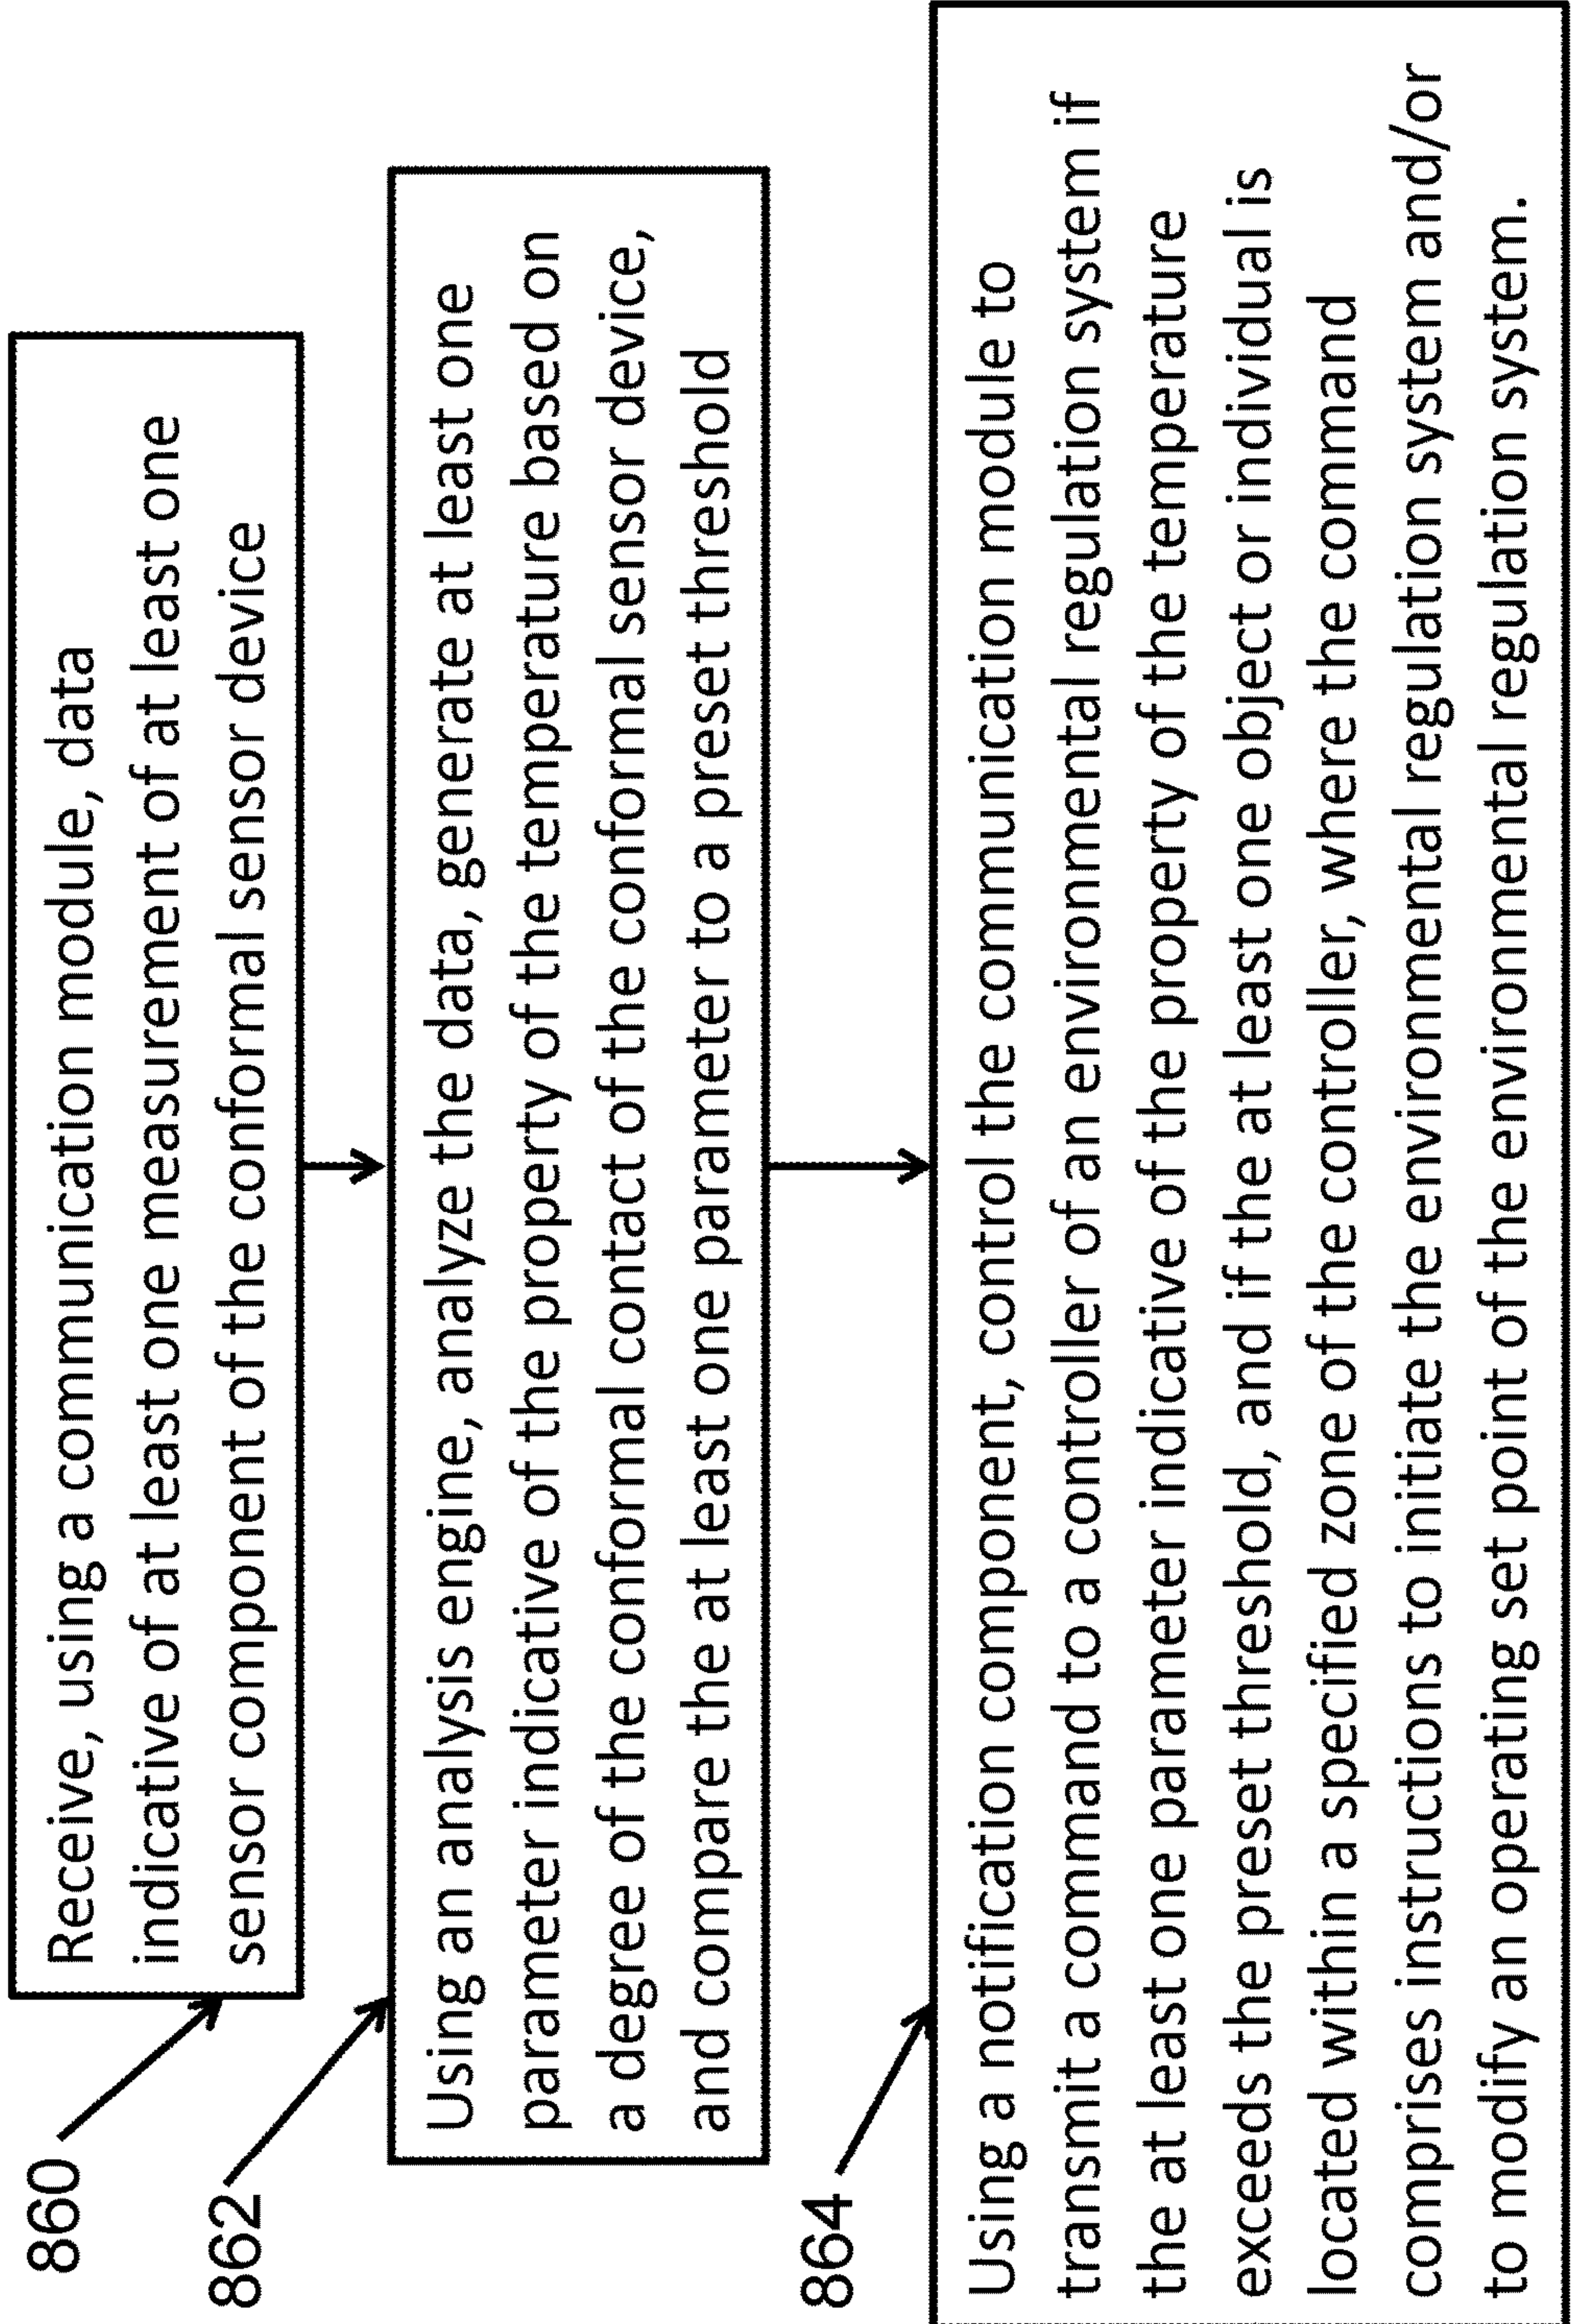 860
Receive, using a communication module, data
indicative of at least one measurement of at least one
sensor component of the conformal sensor device
862
Using an analysis engine, analyze the data, generate at least one
parameter indicative of the property of the temperature based on
a degree of the conformal contact of the conformal sensor device,
and compare the at least one parameter to a preset threshold
864
Using a notification component, control the communication module to
transmit a command to a controller of an environmental regulation system if
the at least one parameter indicative of the property of the temperature
exceeds the preset threshold, and if the at least one object or individual is
located within a specified zone of the controller, where the command
comprises instructions to initiate the environmental regulation system and/or
to modify an operating set point of the environmental regulation system.